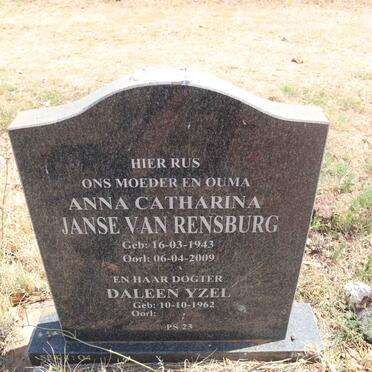 HIER RUS
ONS MOEDER EN OUMA
ANNA CATHARINA
JANSE VAN RENSBURG
Geb: 16-03-1943
Oorl: 06-04-2009
EN HAAR DOGTER
DALEEN YZEL
Geb: 10-10-1962
Oorl: ?
PS 23